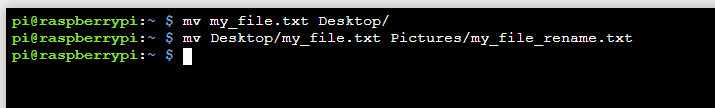 pi@raspberrypi:~ $ mv my_file.txt Desktop/
pi@raspberrypi:~ $ mv Desktop/my_file.txt Pictures/my_file_rename.txt
pi@raspberrypi:~ $